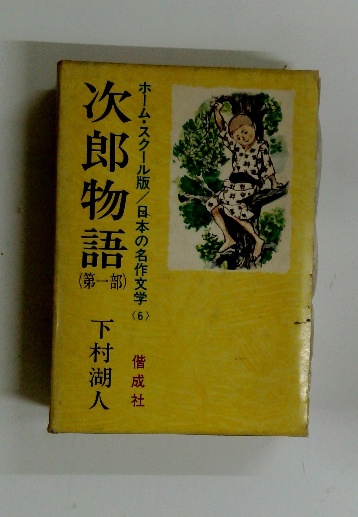 ホーム・スクール版／日本の名作文学〈6〉
次郎物語
(第一部)
下村湖人
偕成社